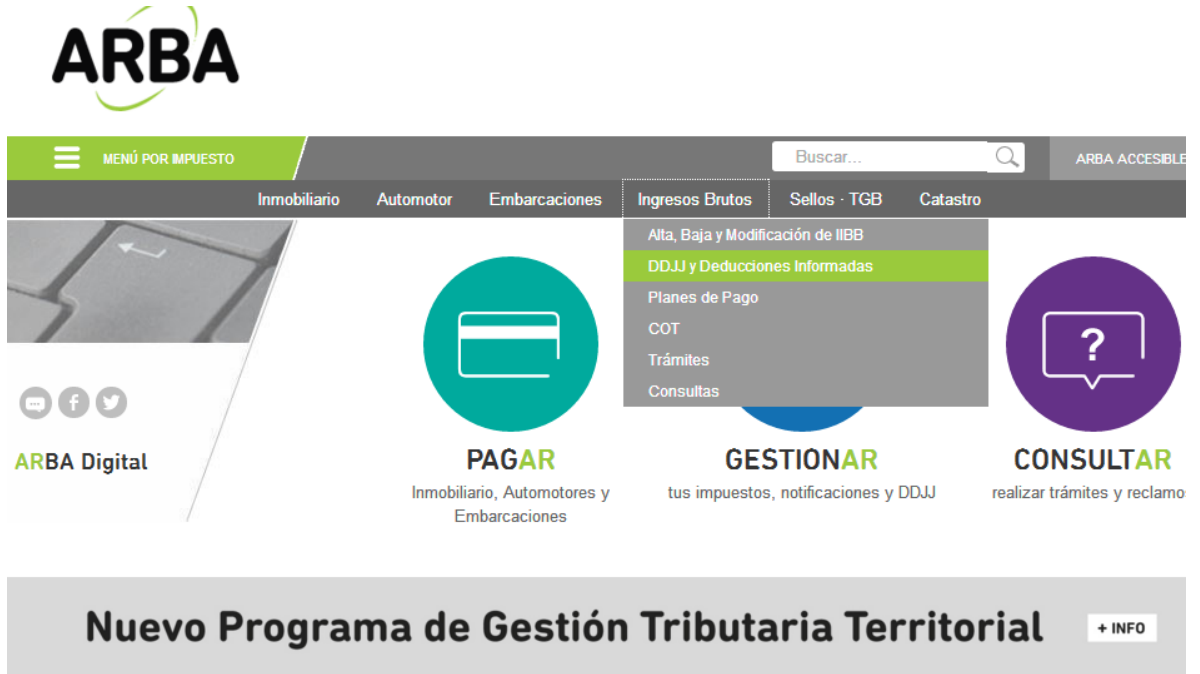 ARBA
MENÚ POR IMPUESTO
Buscar...
ARBA ACCESIBLE
Inmobiliario Automotor Embarcaciones Ingresos Brutos Sellos · TGB Catastro
Alta, Baja y Modificación de IIBB
DDJJ y Deducciones Informadas
Planes de Pago
COT
Trámites
Consultas
?
ARBA Digital
PAGAR
Inmobiliario, Automotores y
Embarcaciones
GESTIONAR
tus impuestos, notificaciones y DDJJ
CONSULTAR
realizar trámites y reclamo
Nuevo Programa de Gestión Tributaria Territorial
+ INFO